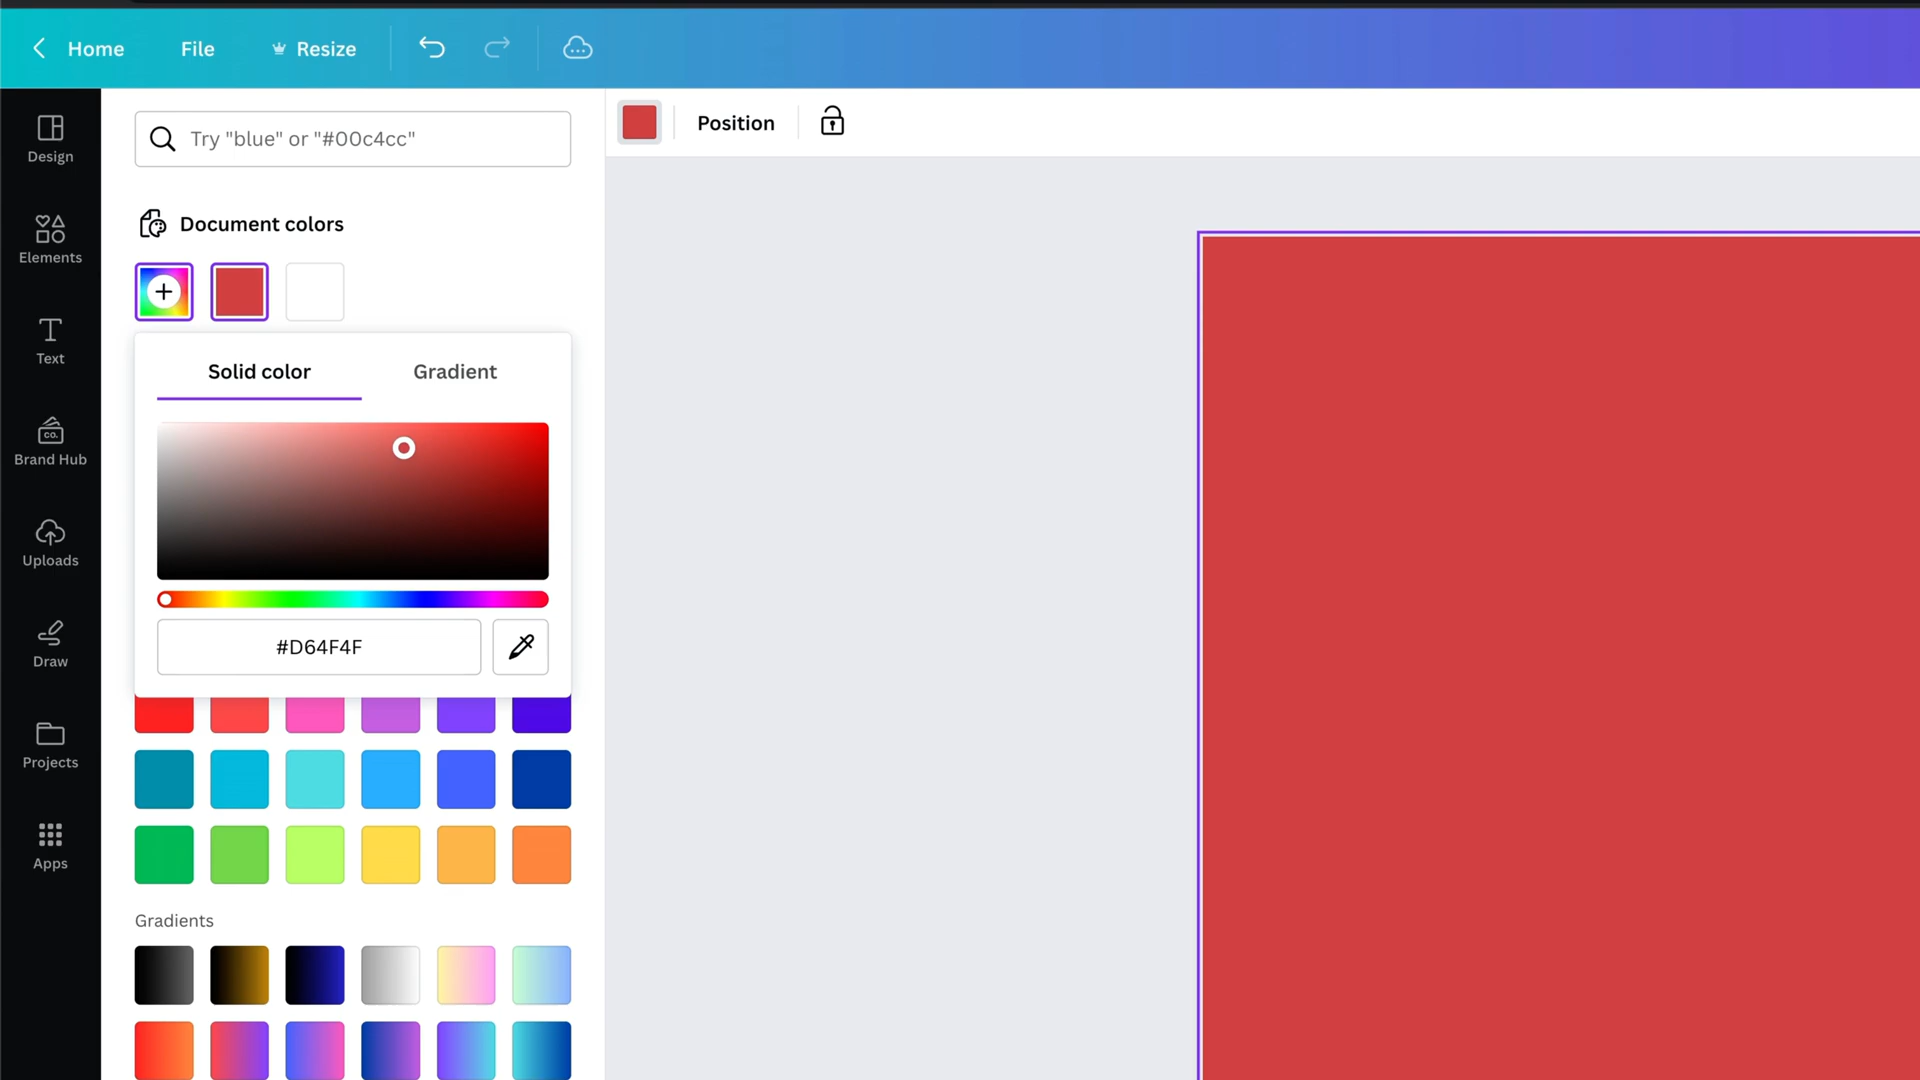 Home
File
Resize
Design
Elements
Text
CO.
Brand Hub
Uploads
Draw
Projects
Apps
Try "blue" or "#00c4cc"
Document colors
Solid color
Gradient
#D64F4F
Gradients
Position